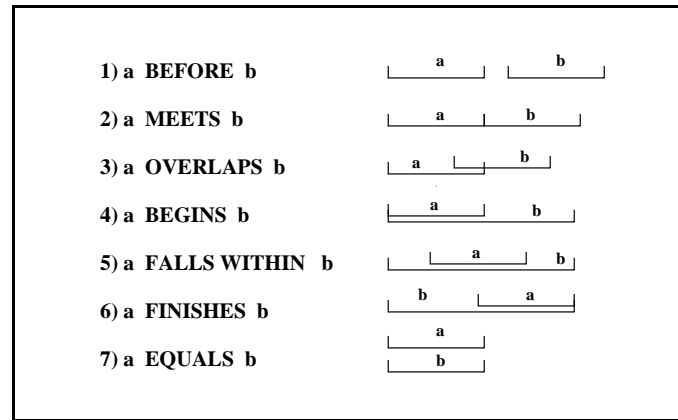 1) a BEFORE b a b
2) a MEETS b a b
3) a OVERLAPS b a b
4) a BEGINS b a b
5) a FALLS WITHIN b a b
6) a FINISHES b b a
a
7) a EQUALS b b